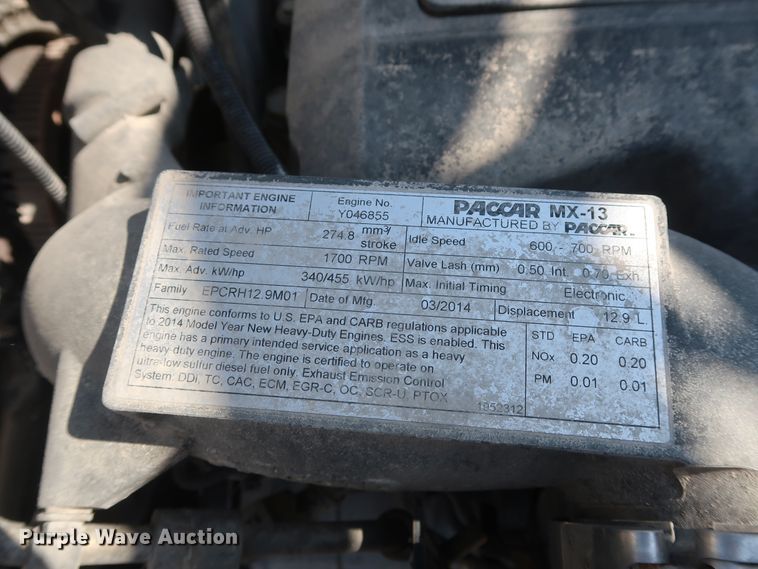 IMPORTANT ENGINE
INFORMATION
Engine No.
Y046855
PACCAR MX-13
MANUFACTURED BY PACCAR INC.
Fuel Rate at Adv. HP 274.8 mm³/
stroke
Idle Speed 600 - 700 RPM
Max. Rated Speed 1700 RPM
Valve Lash (mm) 0.50 Int. 0.70 Exh.
Max. Adv. kW/hp 340/455 kW/hp
Max. Initial Timing Electronic
Family EPCRH12.9M01 Date of Mfg. 03/2014 Displacement 12.9 L.
This engine conforms to U.S. EPA and CARB regulations applicable
to 2014 Model Year New Heavy-Duty Engines. ESS is enabled. This
engine has a primary intended service application as a heavy
heavy-duty engine. The engine is certified to operate on
ultra-low sulfur diesel fuel only. Exhaust Emission Control
System: DDI, TC, CAC, ECM, EGR-C, OC, SCR-U, PTOX
1952312
STD EPA CARB
NOx 0.20 0.20
PM 0.01 0.01
Purple Wave Auction